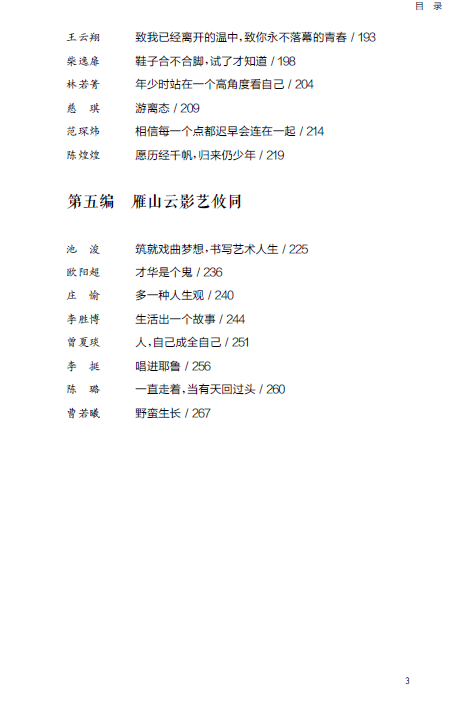 目 录
王云翔 致我已经离开的温中,致你永不落幕的青春 / 193
柴逸扉 鞋子合不合脚,试了才知道 / 198
林若箐 年少时站在一个高角度看自己 / 204
慈 琪 游离态 / 209
范琛炜 相信每一个点都迟早会连在一起 / 214
陈煌煌 愿历经千帆,归来仍少年 / 219
第五编 雁山云影艺攸同
池 浚 筑就戏曲梦想,书写艺术人生 / 225
欧阳超 才华是个鬼 / 236
庄 愉 多一种人生观 / 240
李胜博 生活出一个故事 / 244
曾夏琰 人,自己成全自己 / 251
李 挺 唱进耶鲁 / 256
陈 璐 一直走着,当有天回过头 / 260
曹若曦 野蛮生长 / 267
3